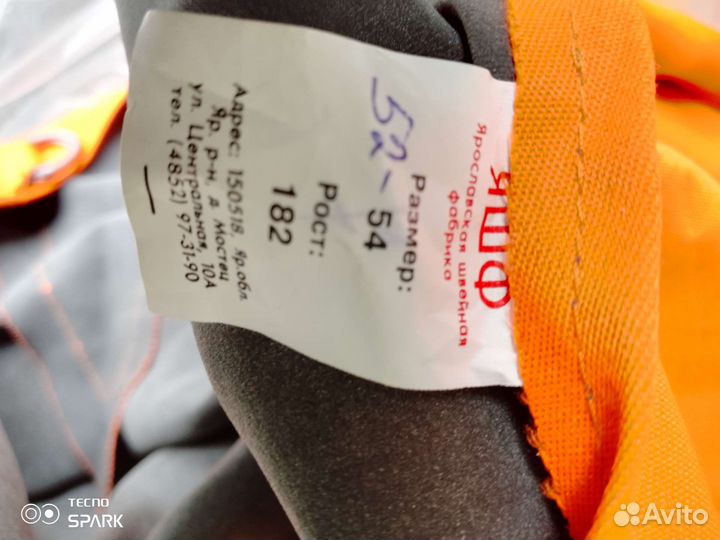 ЯШФ
Ярославская швейная
фабрика
Размер:
52-54
Рост:
182
Адрес: 150518, Яр.обл.
Яр. р-н, д. Мостец
ул. Центральная, 10А
тел. (4852) 97-31-90
TECNO
SPARK
Avito